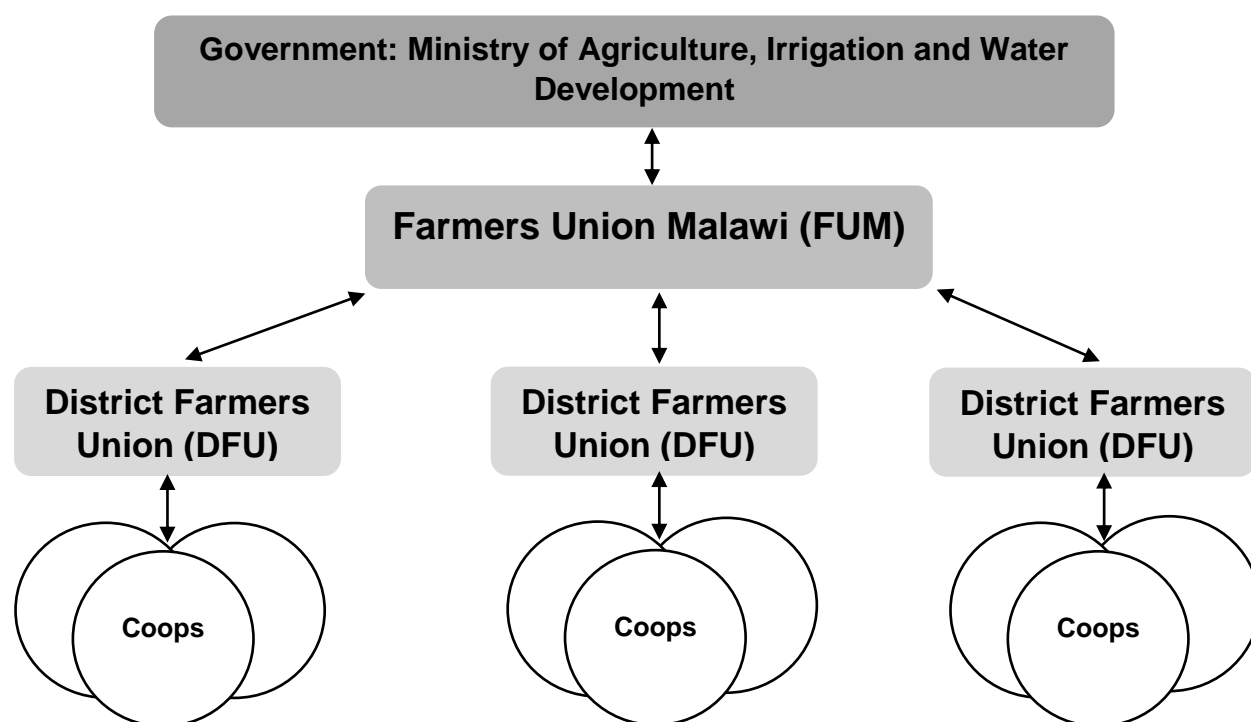 Government: Ministry of Agriculture, Irrigation and Water
Development
Farmers Union Malawi (FUM)
District Farmers
Union (DFU)
District Farmers
Union (DFU)
District Farmers
Union (DFU)
Coops
Coops
Coops